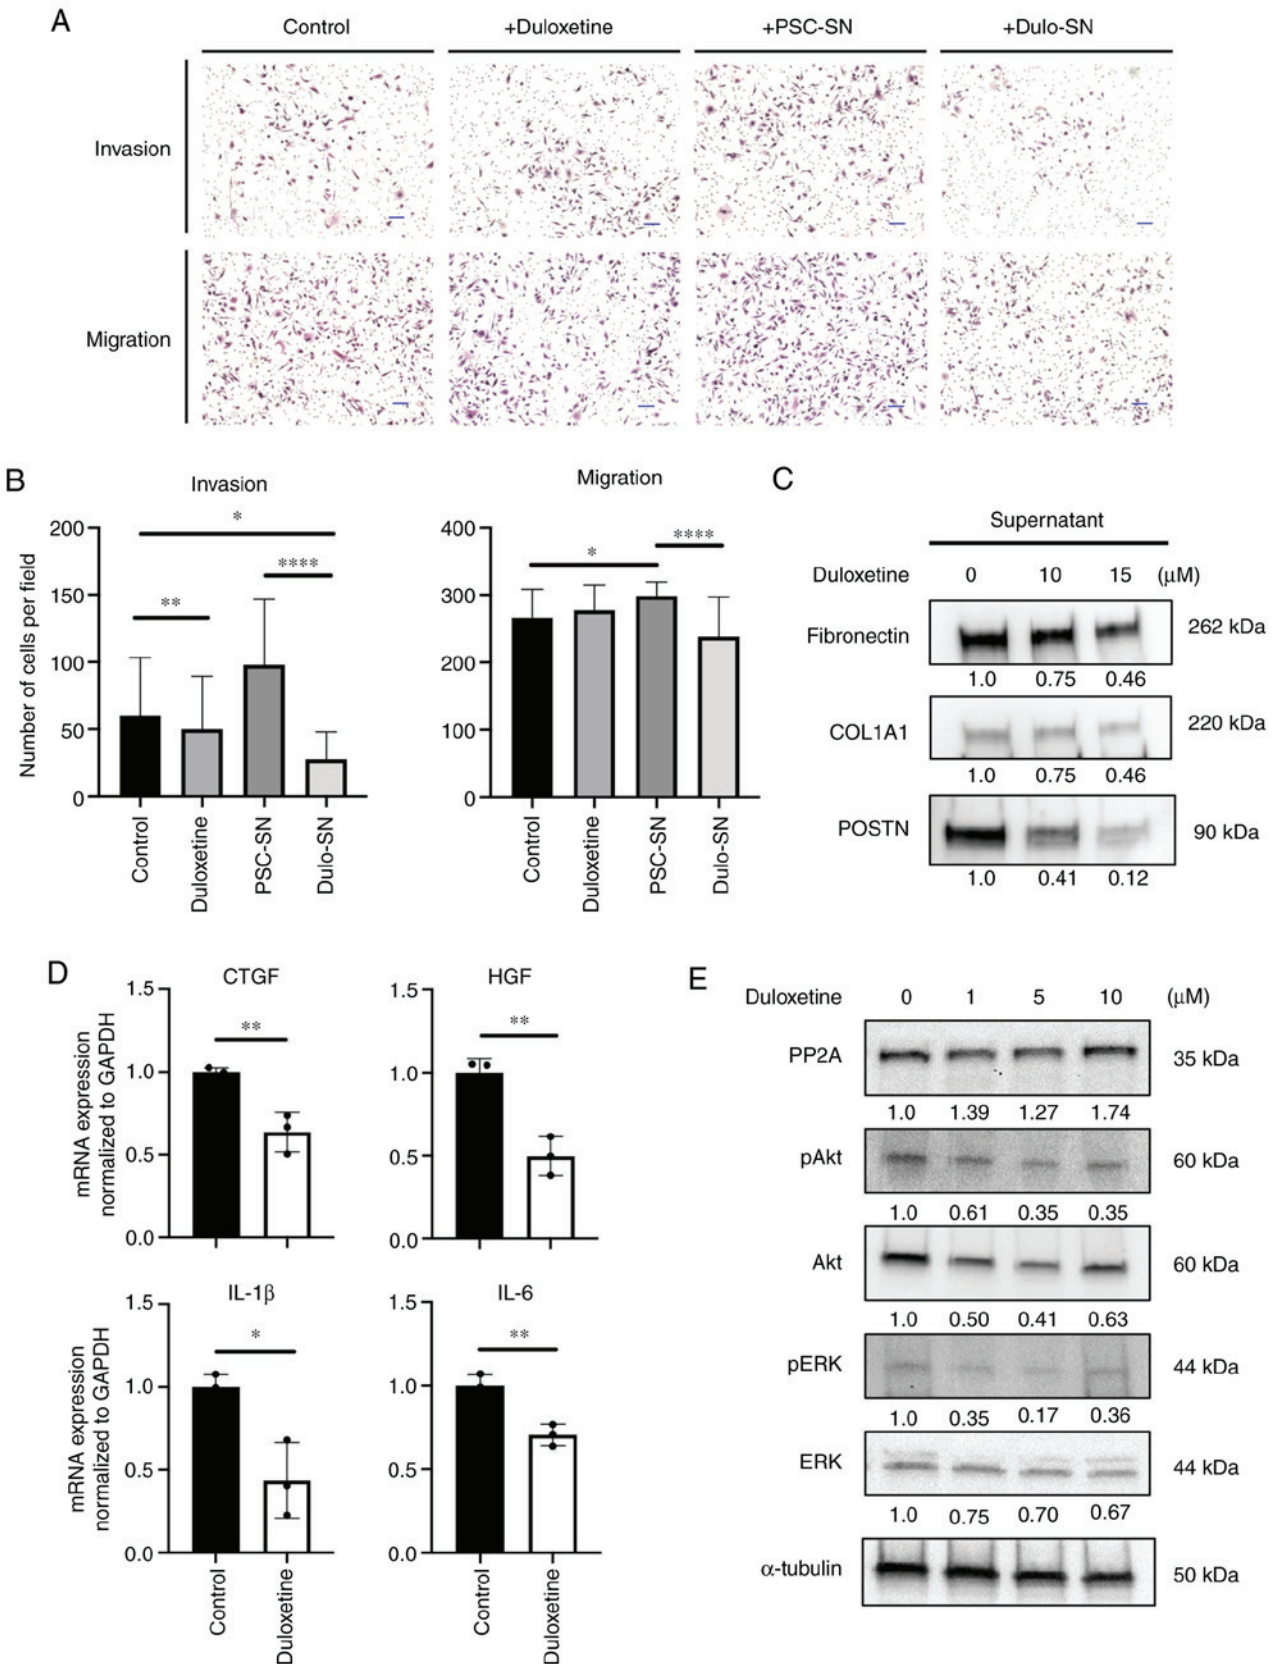 A
Control +Duloxetine +PSC-SN +Dulo-SN
Invasion
Migration
B
Invasion
Number of cells per field
200
150
100
50
0
*
****
**
Control
Duloxetine
PSC-SN
Dulo-SN
Migration
400
300
200
100
0
****
*
Control
Duloxetine
PSC-SN
Dulo-SN
C
Supernatant
Duloxetine 0 10 15 (μM)
Fibronectin 262 kDa
1.0 0.75 0.46
COL1A1 220 kDa
1.0 0.75 0.46
POSTN 90 kDa
1.0 0.41 0.12
D
CTGF
mRNA expression
normalized to GAPDH
1.5
1.0
0.5
0.0
**
HGF
1.5
1.0
0.5
0.0
**
IL-1β
mRNA expression
normalized to GAPDH
1.5
1.0
0.5
0.0
*
Control
Duloxetine
IL-6
1.5
1.0
0.5
0.0
**
Control
Duloxetine
E
Duloxetine 0 1 5 10 (μM)
PP2A 35 kDa
1.0 1.39 1.27 1.74
pAkt 60 kDa
1.0 0.61 0.35 0.35
Akt 60 kDa
1.0 0.50 0.41 0.63
pERK 44 kDa
1.0 0.35 0.17 0.36
ERK 44 kDa
1.0 0.75 0.70 0.67
α-tubulin 50 kDa